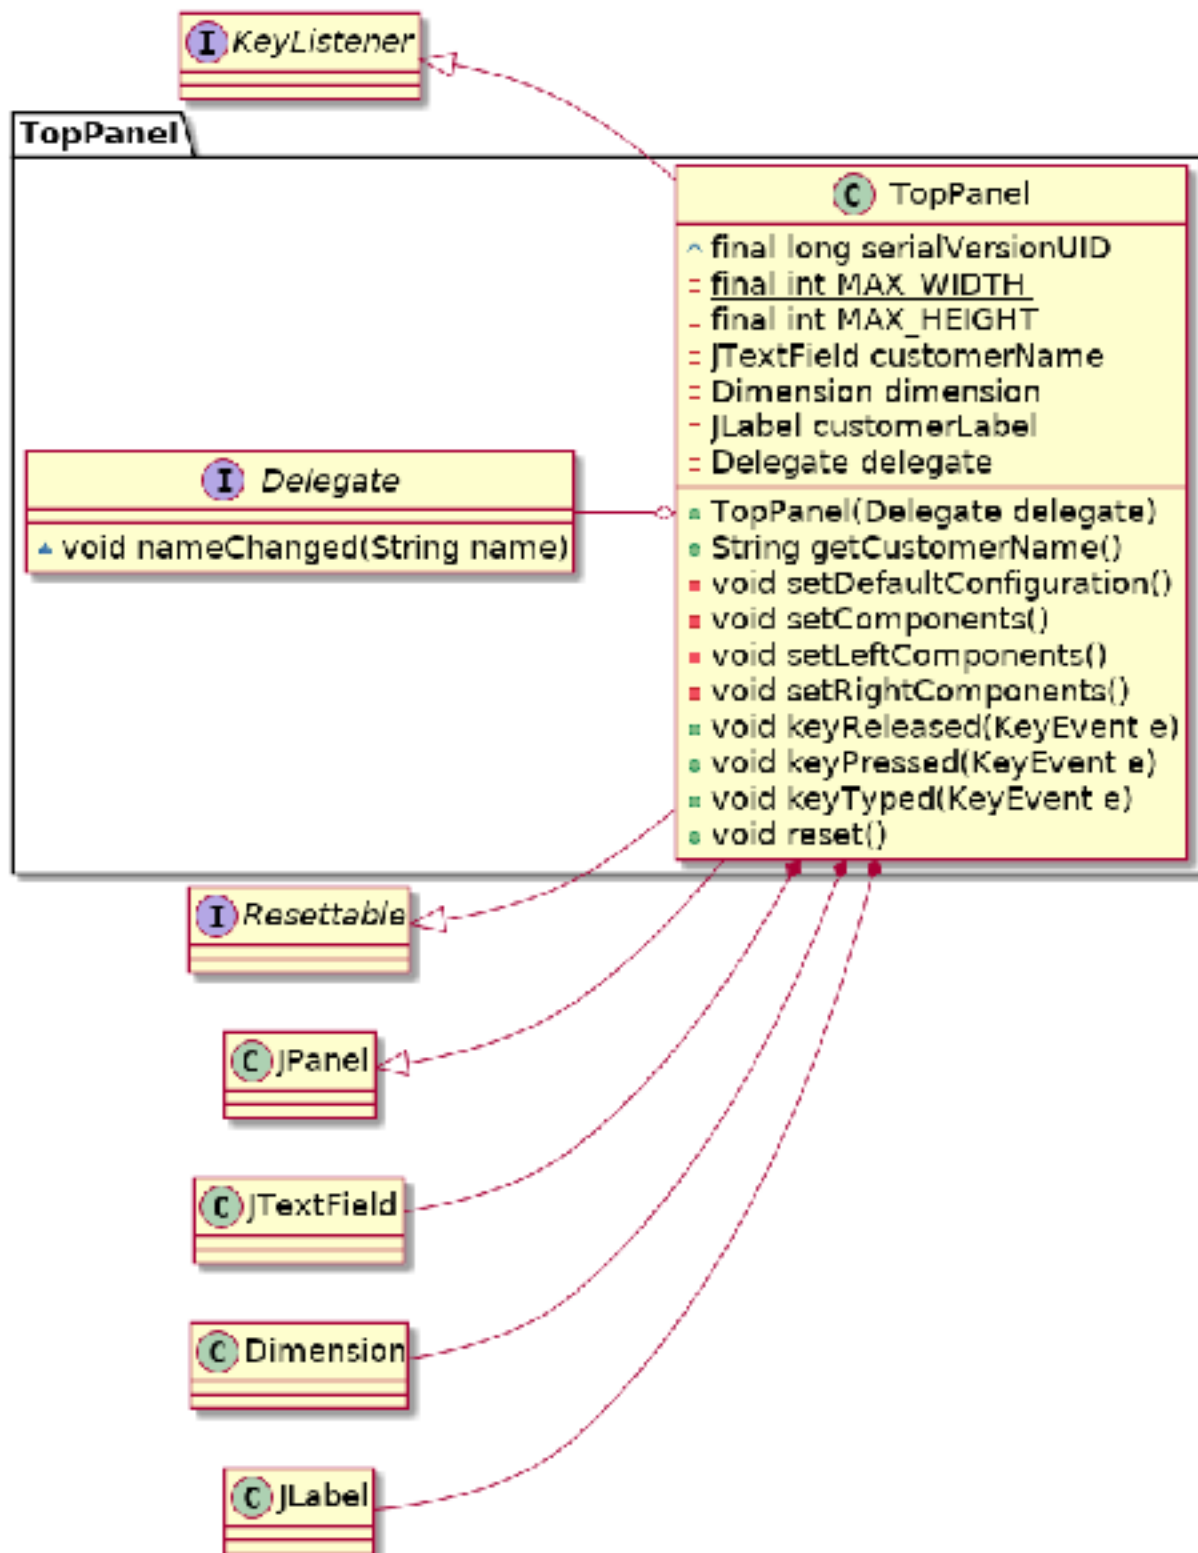 I KeyListener
TopPanel
C TopPanel
final long serialVersionUID
final int MAX_WIDTH
final int MAX_HEIGHT
JTextField customerName
Dimension dimension
JLabel customerLabel
Delegate delegate
TopPanel(Delegate delegate)
String getCustomerName()
void setDefaultConfiguration()
void setComponents()
void setLeftComponents()
void setRightComponents()
void keyReleased(KeyEvent e)
void keyPressed(KeyEvent e)
void keyTyped(KeyEvent e)
void reset()
I Delegate
void nameChanged(String name)
I Resettable
C JPanel
C JTextField
C Dimension
C JLabel